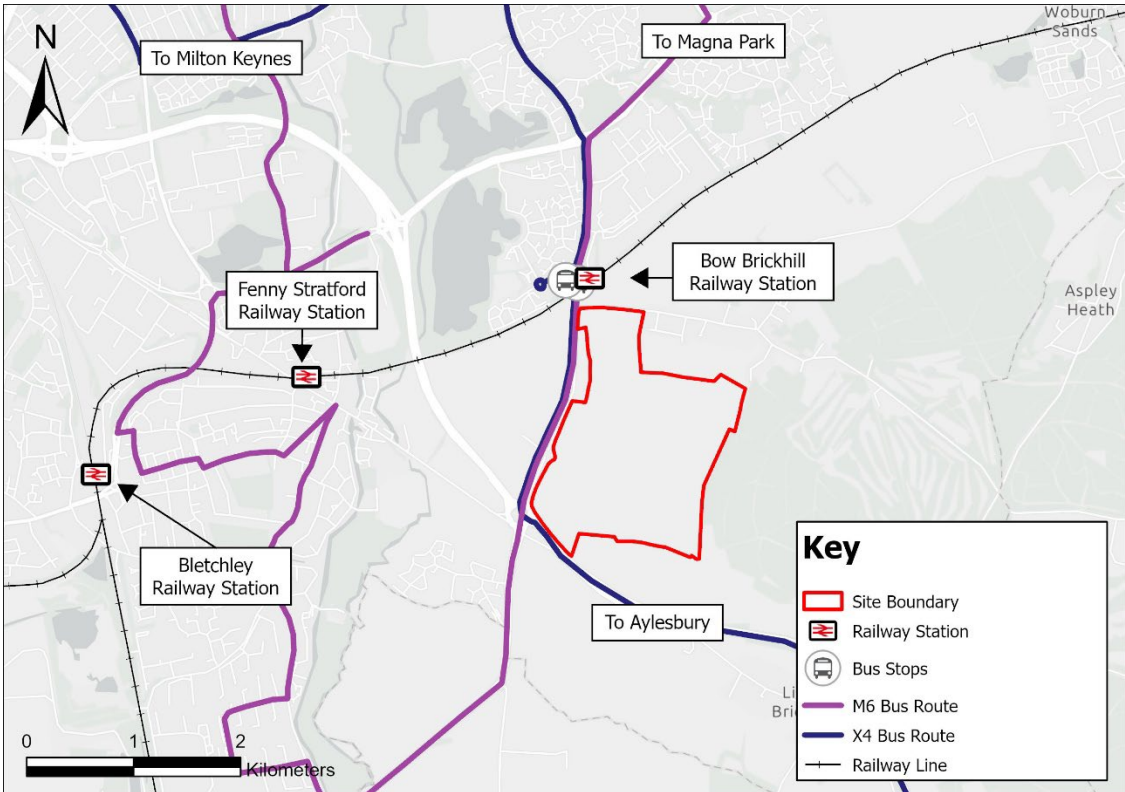 N
To Milton Keynes
To Magna Park
Woburn
Sands
Bow Brickhill
Railway Station
Fenny Stratford
Railway Station
Aspley
Heath
Bletchley
Railway Station
To Aylesbury
Key
Site Boundary
Railway Station
Bus Stops
M6 Bus Route
X4 Bus Route
Railway Line
0 1 2
Kilometers